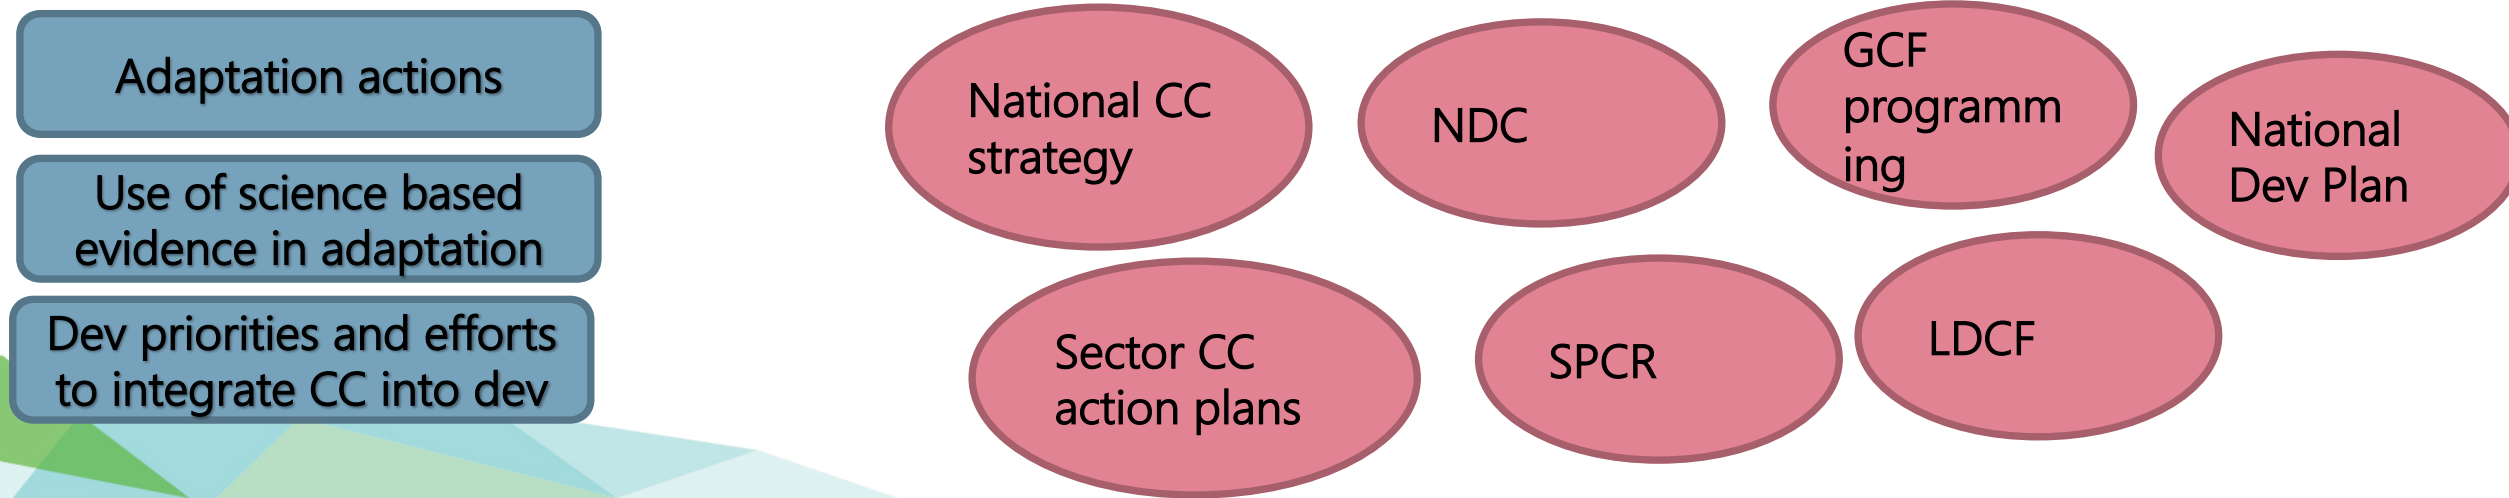 Adaptation actions
Use of science based
evidence in adaptation
Dev priorities and efforts
to integrate CC into dev
National CC
strategy
NDC
GCF
programm
ing
National
Dev Plan
Sector CC
action plans
SPCR
LDCF